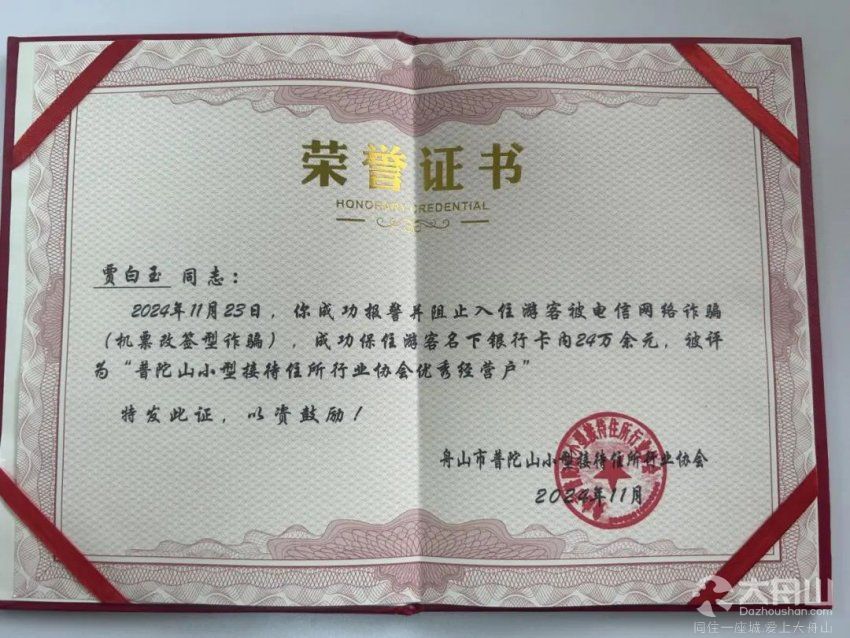 荣誉证书
HONORARY CREDENTIAL
贾白玉 同志：
2024年11月23日，你成功报警并阻止入住游客被电信网络诈骗
（机票改签型诈骗），成功保住游客名下银行卡内24万余元，被评
为“普陀山小型接待住所行业协会优秀经营户”
特发此证，以资鼓励！
舟山市普陀山小型接待住所行业协会
2024年11月
大舟山
Dazhoushan.com
同住一座城.爱上大舟山